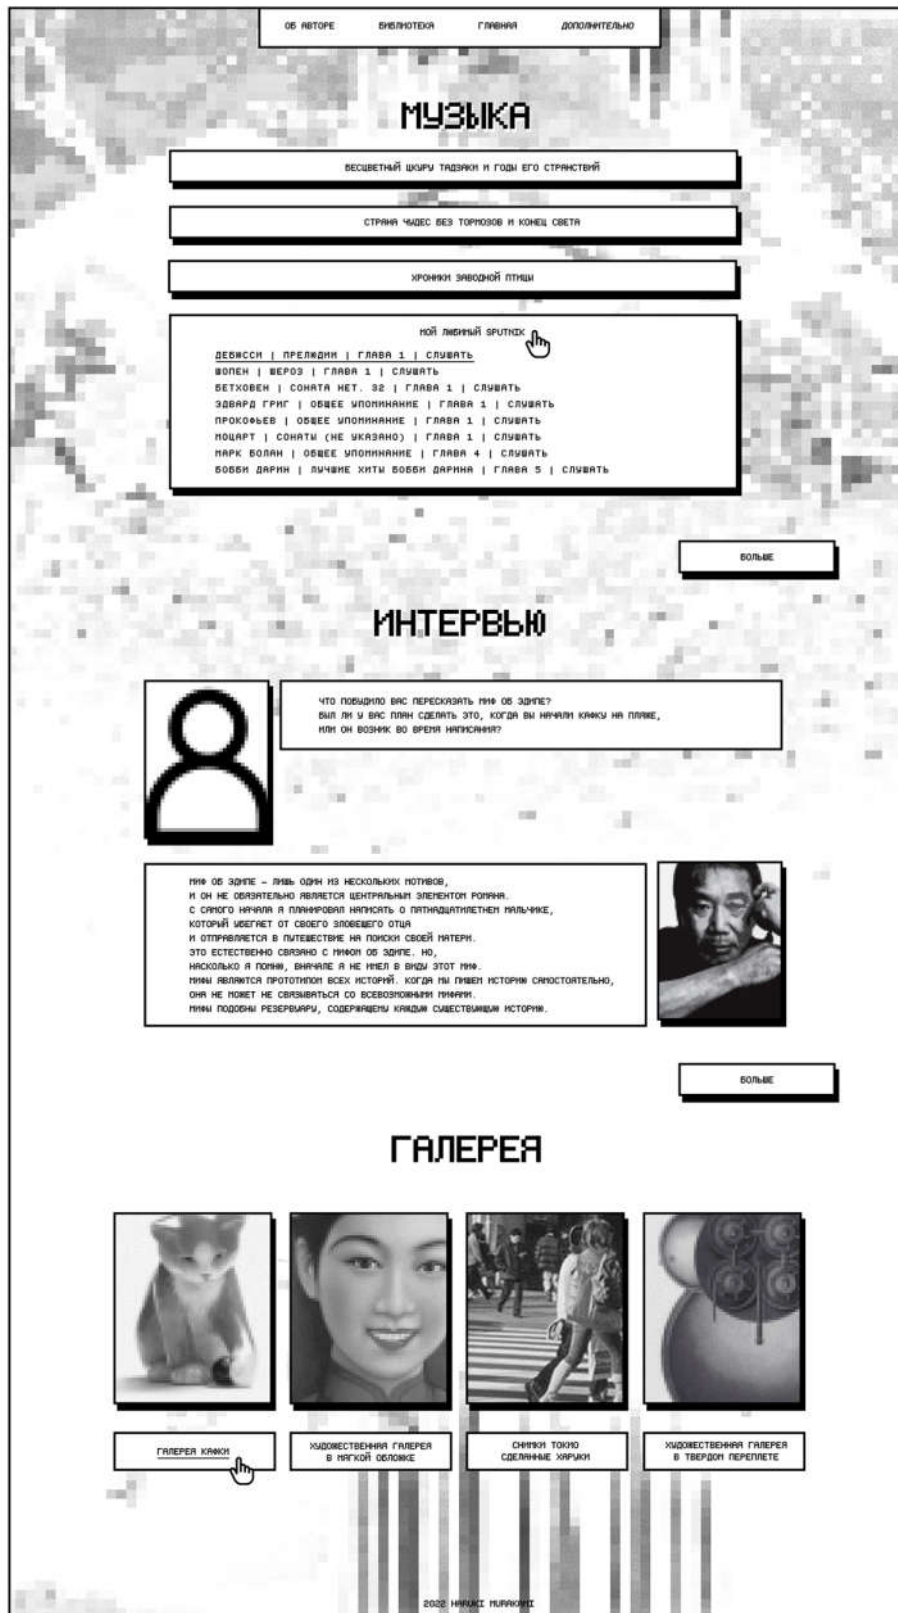 ОБ АВТОРЕ БИБЛИОТЕКА ГЛАВНАЯ ДОПОЛНИТЕЛЬНО
МУЗЫКА
БЕСЦВЕТНЫЙ ЦКУРУ ТАДЗАКИ И ГОДЫ ЕГО СТРАНСТВИЙ
СТРАНА ЧУДЕС БЕЗ ТОРМОЗОВ И КОНЕЦ СВЕТА
ХРОНИКИ ЗАВОДНОЙ ПТИЦЫ
МОЙ ЛЮБИМЫЙ SPUTNIK
ДЕБЮССИ | ПРЕЛЮДИИ | ГЛАВА 1 | СЛУШАТЬ
ШОПЕН | ШЕРОЗ | ГЛАВА 1 | СЛУШАТЬ
БЕТХОВЕН | СОНАТА НЕТ. 32 | ГЛАВА 1 | СЛУШАТЬ
ЭДВАРД ГРИГ | ОБЩЕЕ УПОМИНАНИЕ | ГЛАВА 1 | СЛУШАТЬ
ПРОКОФЬЕВ | ОБЩЕЕ УПОМИНАНИЕ | ГЛАВА 1 | СЛУШАТЬ
МОЦАРТ | СОНАТЫ (НЕ УКАЗАНО) | ГЛАВА 1 | СЛУШАТЬ
МАРК БОЛАН | ОБЩЕЕ УПОМИНАНИЕ | ГЛАВА 4 | СЛУШАТЬ
БОББИ ДАРИН | ЛУЧШИЕ ХИТЫ БОББИ ДАРИНА | ГЛАВА 5 | СЛУШАТЬ
БОЛЬШЕ
ИНТЕРВЬЮ
ЧТО ПОБУДИЛО ВАС ПЕРЕСКАЗАТЬ МИФ ОБ ЭДИПЕ?
БЫЛ ЛИ У ВАС ПЛАН СДЕЛАТЬ ЭТО, КОГДА ВЫ НАЧАЛИ КАФКУ НА ПЛЯЖЕ,
ИЛИ ОН ВОЗНИК ВО ВРЕМЯ НАПИСАНИЯ?
МИФ ОБ ЭДИПЕ – ЛИШЬ ОДИН ИЗ НЕСКОЛЬКИХ МОТИВОВ,
И ОН НЕ ОБЯЗАТЕЛЬНО ЯВЛЯЕТСЯ ЦЕНТРАЛЬНЫМ ЭЛЕМЕНТОМ РОМАНА.
С САМОГО НАЧАЛА Я ПЛАНИРОВАЛ НАПИСАТЬ О ПЯТНАДЦАТИЛЕТНЕМ МАЛЬЧИКЕ,
КОТОРЫЙ УБЕГАЕТ ОТ СВОЕГО ЗЛОВЕЩЕГО ОТЦА
И ОТПРАВЛЯЕТСЯ В ПУТЕШЕСТВИЕ НА ПОИСКИ СВОЕЙ МАТЕРИ.
ЭТО ЕСТЕСТВЕННО СВЯЗАНО С МИФОМ ОБ ЭДИПЕ. НО,
НАСКОЛЬКО Я ПОМНЮ, ВНАЧАЛЕ Я НЕ ИМЕЛ В ВИДУ ЭТОТ МИФ.
МИФЫ ЯВЛЯЮТСЯ ПРОТОТИПОМ ВСЕХ ИСТОРИЙ. КОГДА МЫ ПИШЕМ ИСТОРИЮ САМОСТОЯТЕЛЬНО,
ОНА НЕ МОЖЕТ НЕ СВЯЗЫВАТЬСЯ СО ВСЕВОЗМОЖНЫМИ МИФАМИ.
МИФЫ ПОДОБНЫ РЕЗЕРВУАРУ, СОДЕРЖАЩЕМУ КАЖДУЮ СУЩЕСТВУЮЩУЮ ИСТОРИЮ.
БОЛЬШЕ
ГАЛЕРЕЯ
ГАЛЕРЕЯ КАФКИ
ХУДОЖЕСТВЕННАЯ ГАЛЕРЕЯ
В МЯГКОЙ ОБЛОЖКЕ
СНИМКИ ТОКИО
СДЕЛАННЫЕ ХАРУКИ
ХУДОЖЕСТВЕННАЯ ГАЛЕРЕЯ
В ТВЕРДОМ ПЕРЕПЛЕТЕ
2022 HARUKI MURAKAMI